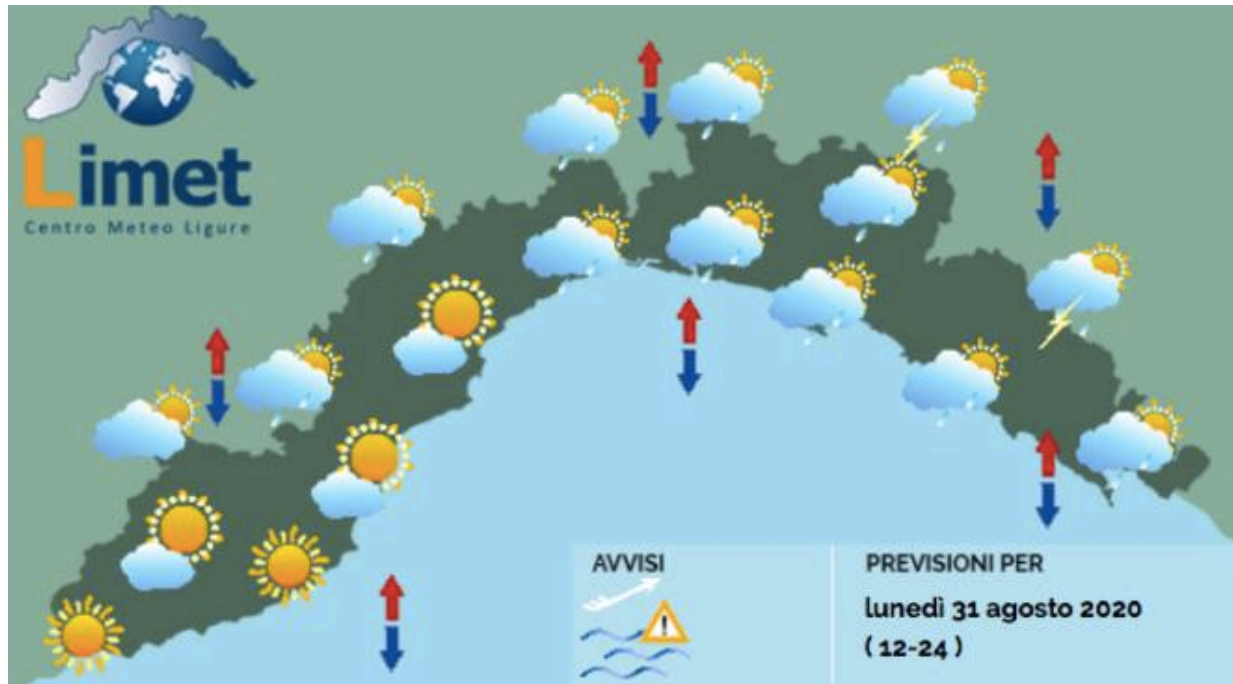 Limet
Centro Meteo Ligure
AVVISI
PREVISIONI PER
lunedì 31 agosto 2020
( 12-24 )